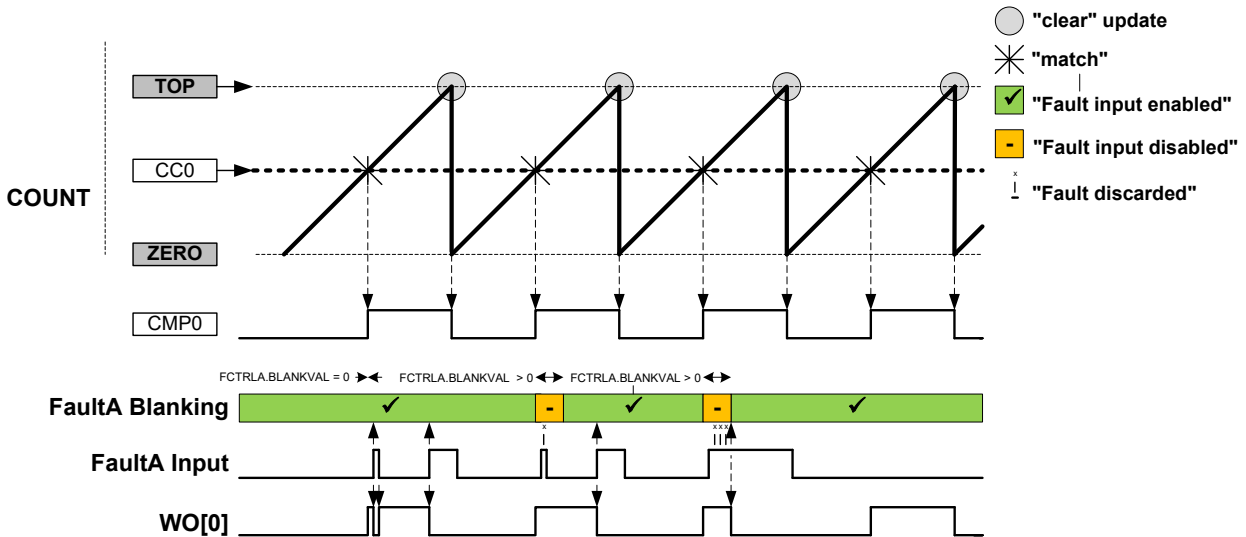 "clear" update
"match"
"Fault input enabled"
"Fault input disabled"
x
"Fault discarded"
TOP
CC0
COUNT
ZERO
CMP0
FCTRLA.BLANKVAL = 0
FCTRLA.BLANKVAL > 0
FCTRLA.BLANKVAL > 0
FaultA Blanking
✓ - ✓ - ✓
x
x x x
FaultA Input
WO[0]